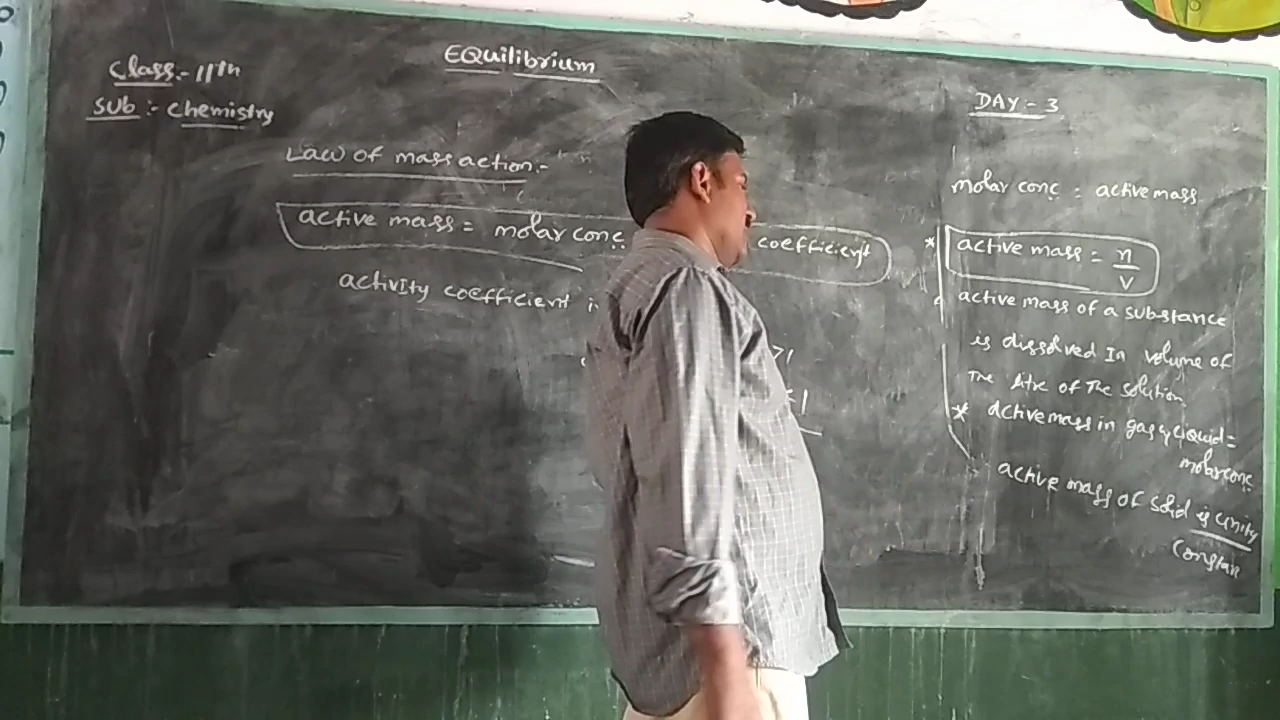 EQuilibrium
Class:- 11th
Sub:- Chemistry
DAY:- 3
Law of mass action:-
active mass = molar conc.
coefficient
activity coefficient
>1
1
molar conc = active mass
* active mass = n/v
active mass of a substance
is dissolved In volume of
The litre of The solution
* active mass in gas & liquid =
molar conc.
active mass of solid is unity